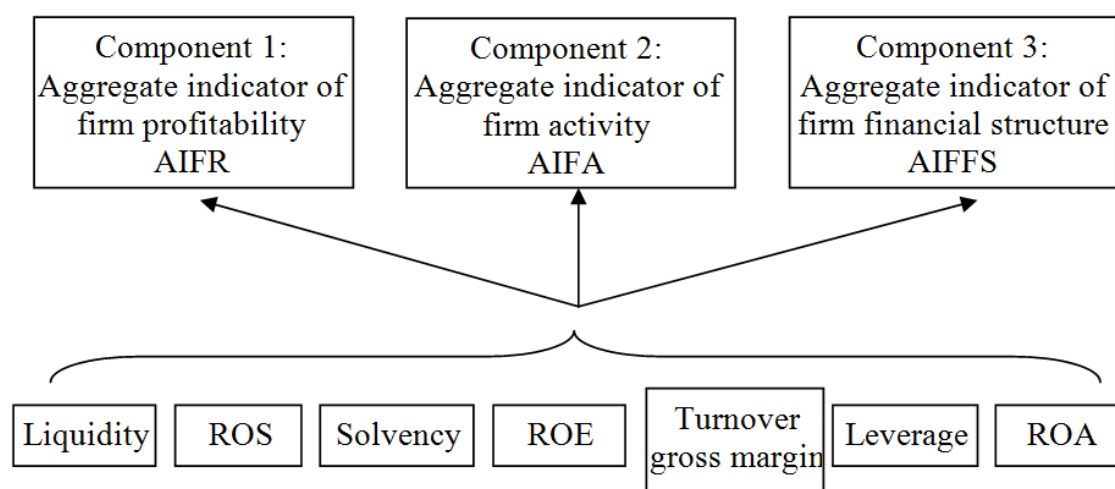 Component 1:
Aggregate indicator of
firm profitability
AIFR
Component 2:
Aggregate indicator of
firm activity
AIFA
Component 3:
Aggregate indicator of
firm financial structure
AIFFS
Liquidity
ROS
Solvency
ROE
Turnover
gross margin
Leverage
ROA